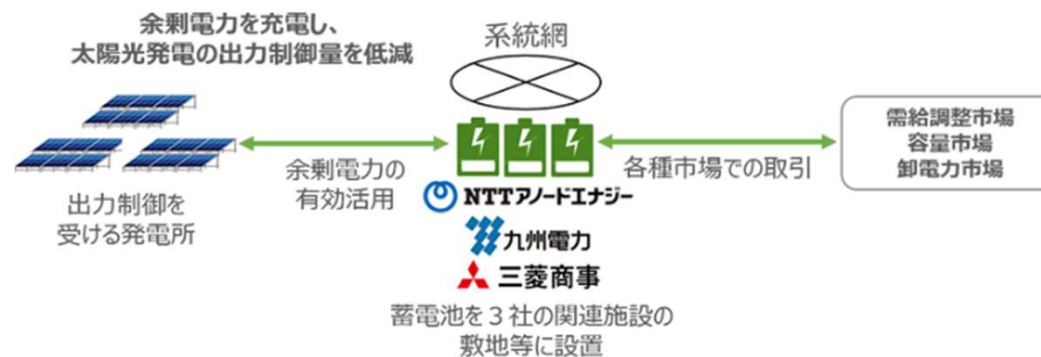 余剰電力を充電し、
太陽光発電の出力制御量を低減
系統網
需給調整市場
容量市場
卸電力市場
余剰電力の
有効活用
各種市場での取引
出力制御を
受ける発電所
NTTアノードエナジー
九州電力
三菱商事
蓄電池を３社の関連施設の
敷地等に設置